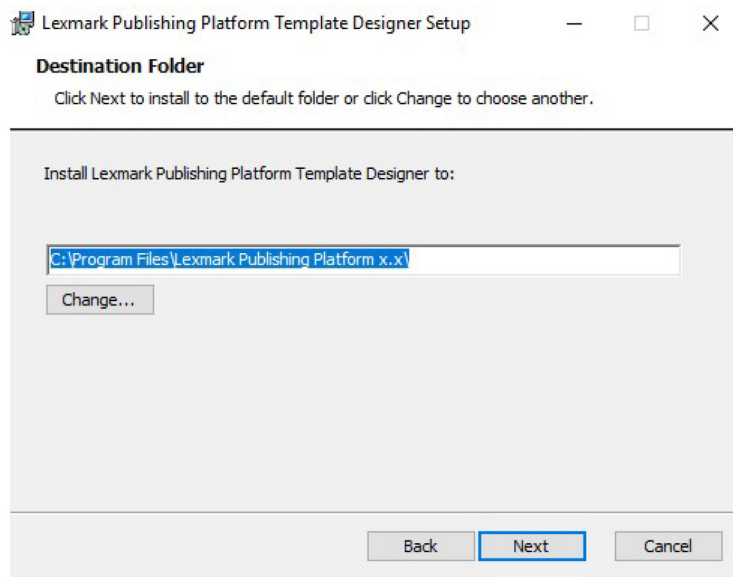 Lexmark Publishing Platform Template Designer Setup
Destination Folder
Click Next to install to the default folder or click Change to choose another.
Install Lexmark Publishing Platform Template Designer to:
C:\Program Files\Lexmark Publishing Platform x.x\
Change...
Back Next Cancel